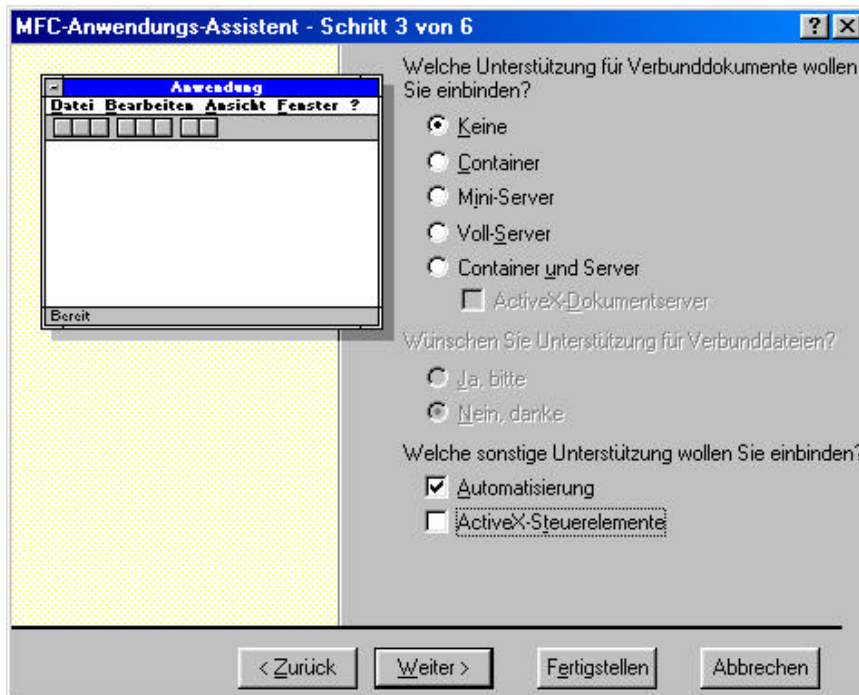 MFC-Anwendungs-Assistent - Schritt 3 von 6
Anwendung
Datei Bearbeiten Ansicht Fenster ?
Bereit
Welche Unterstützung für Verbunddokumente wollen
Sie einbinden?
Keine
Container
Mini-Server
Voll-Server
Container und Server
ActiveX-Dokumentserver
Wünschen Sie Unterstützung für Verbunddateien?
Ja, bitte
Nein, danke
Welche sonstige Unterstützung wollen Sie einbinden?
Automatisierung
ActiveX-Steuerelemente
< Zurück
Weiter >
Fertigstellen
Abbrechen